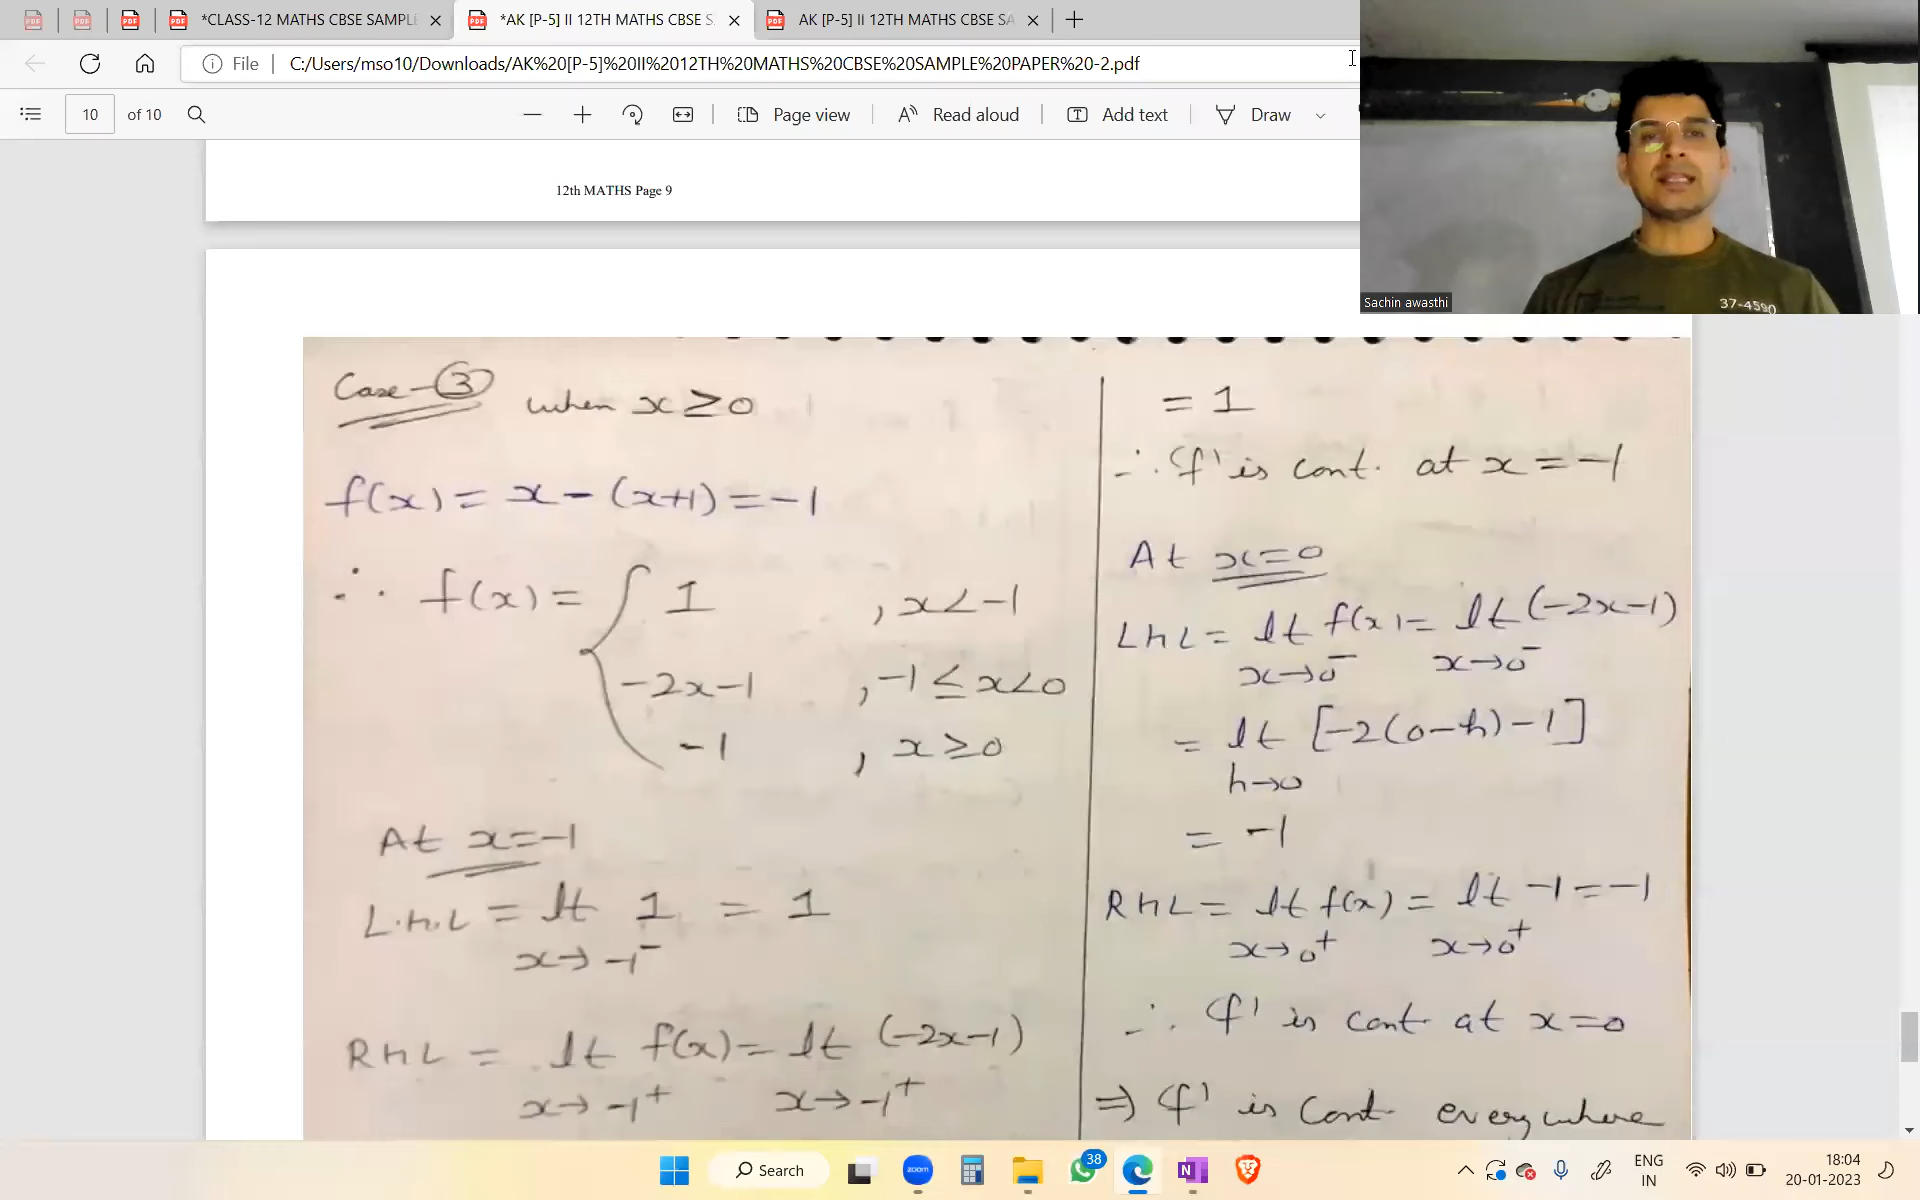 *CLASS-12 MATHS CBSE SAMPL
*AK [P-5] II 12TH MATHS CBSE S
AK [P-5] II 12TH MATHS CBSE SA
File
C:/Users/mso10/Downloads/AK%20[P-5]%20II%2012TH%20MATHS%20CBSE%20SAMPLE%20PAPER%20-2.pdf
10 of 10
Page view
Read aloud
Add text
Draw
12th MATHS Page 9
Sachin awasthi
37-4590
Case-③ when x ≥ 0
f(x) = x - (x+1) = -1
∴ f(x) = { 1 , x < -1
-2x-1 , -1 ≤ x < 0
-1 , x ≥ 0
At x=-1
L.H.L = lt 1 = 1
x→-1⁻
RHL = lt f(x) = lt (-2x-1)
x→-1⁺ x→-1⁺
= 1
∴ 'f' is cont. at x = -1
At x=0
LHL = lt f(x) = lt (-2x-1)
x→0⁻ x→0⁻
= lt [-2(0-h)-1]
h→0
= -1
RHL = lt f(x) = lt -1 = -1
x→0⁺ x→0⁺
∴ 'f' is cont at x=0
⇒ 'f' is cont everywhere
Search
zoom
38
N
ENG
IN
18:04
20-01-2023